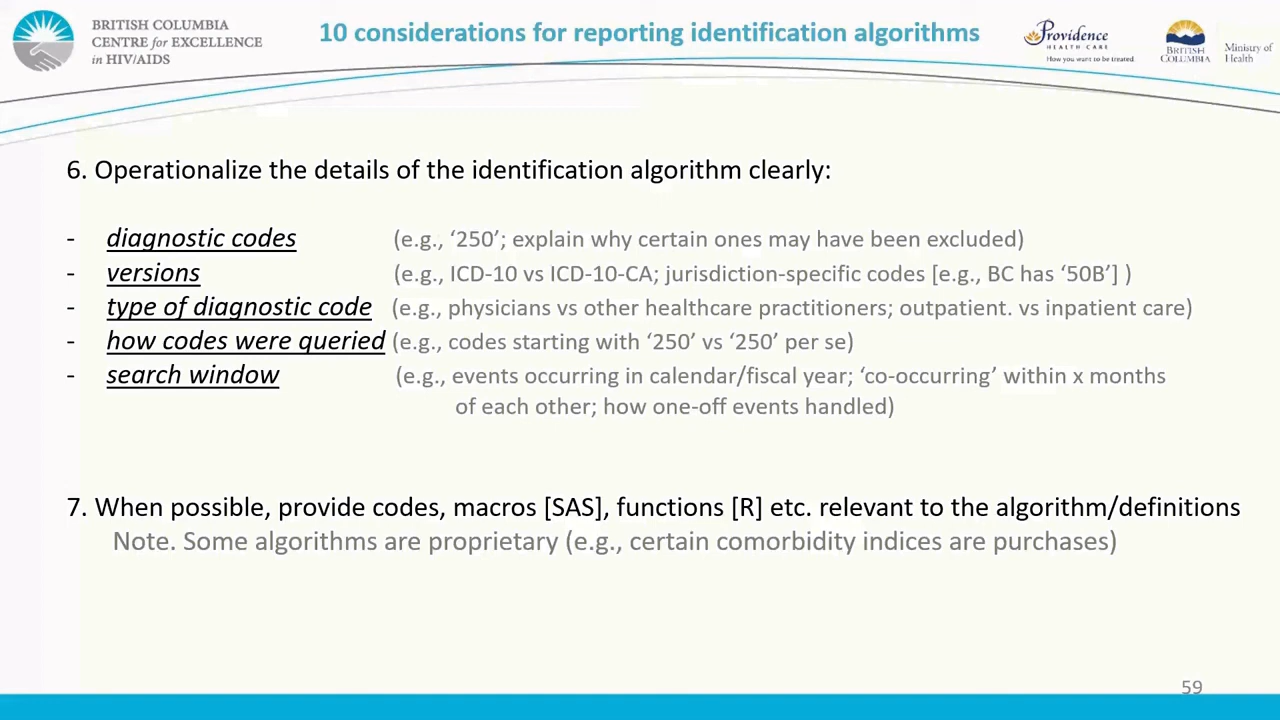 BRITISH COLUMBIA
CENTRE for EXCELLENCE
in HIV/AIDS
10 considerations for reporting identification algorithms
Providence
HEALTH CARE
How you want to be treated.
BRITISH
COLUMBIA
Ministry of
Health
6. Operationalize the details of the identification algorithm clearly:
- diagnostic codes (e.g., ‘250’; explain why certain ones may have been excluded)
- versions (e.g., ICD-10 vs ICD-10-CA; jurisdiction-specific codes [e.g., BC has ‘50B’] )
- type of diagnostic code (e.g., physicians vs other healthcare practitioners; outpatient. vs inpatient care)
- how codes were queried (e.g., codes starting with ‘250’ vs ‘250’ per se)
- search window (e.g., events occurring in calendar/fiscal year; ‘co-occurring’ within x months
of each other; how one-off events handled)
7. When possible, provide codes, macros [SAS], functions [R] etc. relevant to the algorithm/definitions
Note. Some algorithms are proprietary (e.g., certain comorbidity indices are purchases)
59